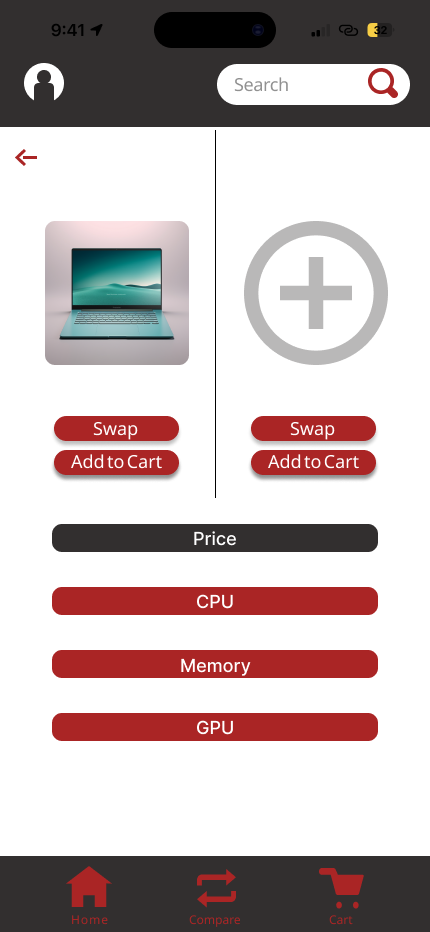 9:41
32
Search
Swap
Swap
Add to Cart
Add to Cart
Price
CPU
Memory
GPU
Home
Compare
Cart